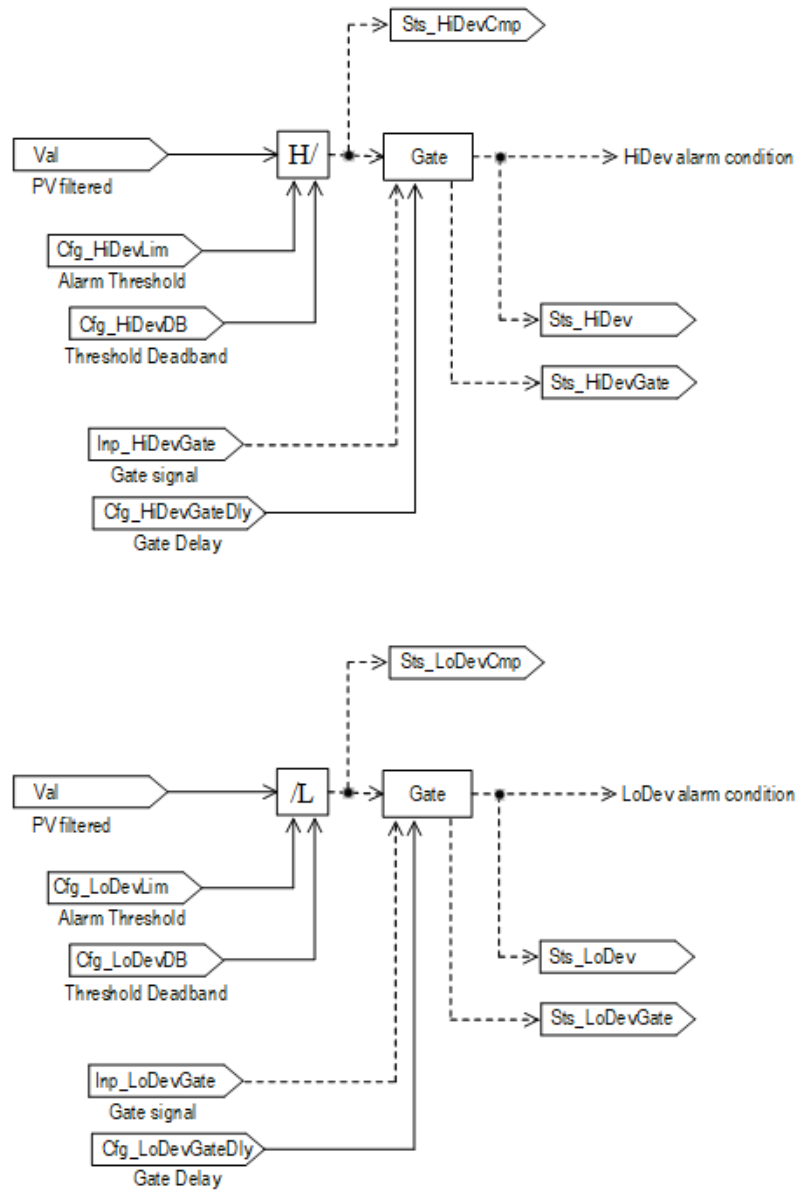 Sts_HiDevCmp
Val
H/
Gate
HiDev alarm condition
PV filtered
Cfg_HiDevLim
Alarm Threshold
Cfg_HiDevDB
Sts_HiDev
Threshold Deadband
Sts_HiDevGate
Inp_HiDevGate
Gate signal
Cfg_HiDevGateDly
Gate Delay
Sts_LoDevCmp
Val
/L
Gate
LoDev alarm condition
PV filtered
Cfg_LoDevLim
Alarm Threshold
Cfg_LoDevDB
Sts_LoDev
Threshold Deadband
Sts_LoDevGate
Inp_LoDevGate
Gate signal
Cfg_LoDevGateDly
Gate Delay